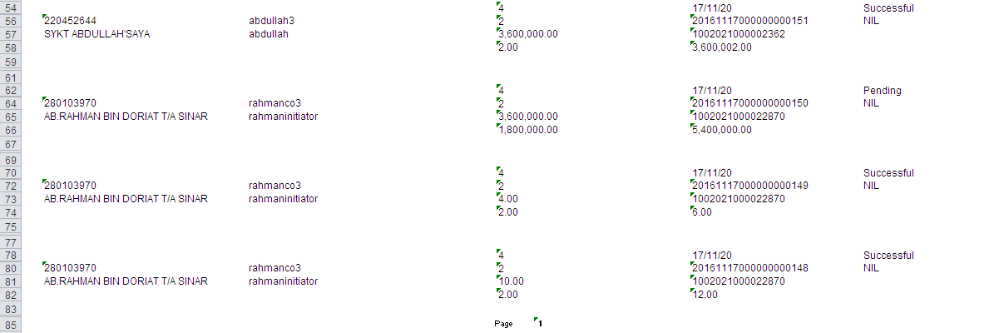 54 4 17/11/20 Successful
56 220452644 abdullah3 2 20161117000000000151 NIL
57 SYKT ABDULLAH'SAYA abdullah 3,600,000.00 1002021000002362
58 2.00 3,600,002.00
59
61
62 4 17/11/20 Pending
64 280103970 rahmanco3 2 20161117000000000150 NIL
65 AB.RAHMAN BIN DORIAT T/A SINAR rahmaninitiator 3,600,000.00 1002021000022870
66 1,800,000.00 5,400,000.00
67
69
70 4 17/11/20 Successful
72 280103970 rahmanco3 2 20161117000000000149 NIL
73 AB.RAHMAN BIN DORIAT T/A SINAR rahmaninitiator 4.00 1002021000022870
74 2.00 6.00
75
77
78 4 17/11/20 Successful
80 280103970 rahmanco3 2 20161117000000000148 NIL
81 AB.RAHMAN BIN DORIAT T/A SINAR rahmaninitiator 10.00 1002021000022870
82 2.00 12.00
83
85 Page 1